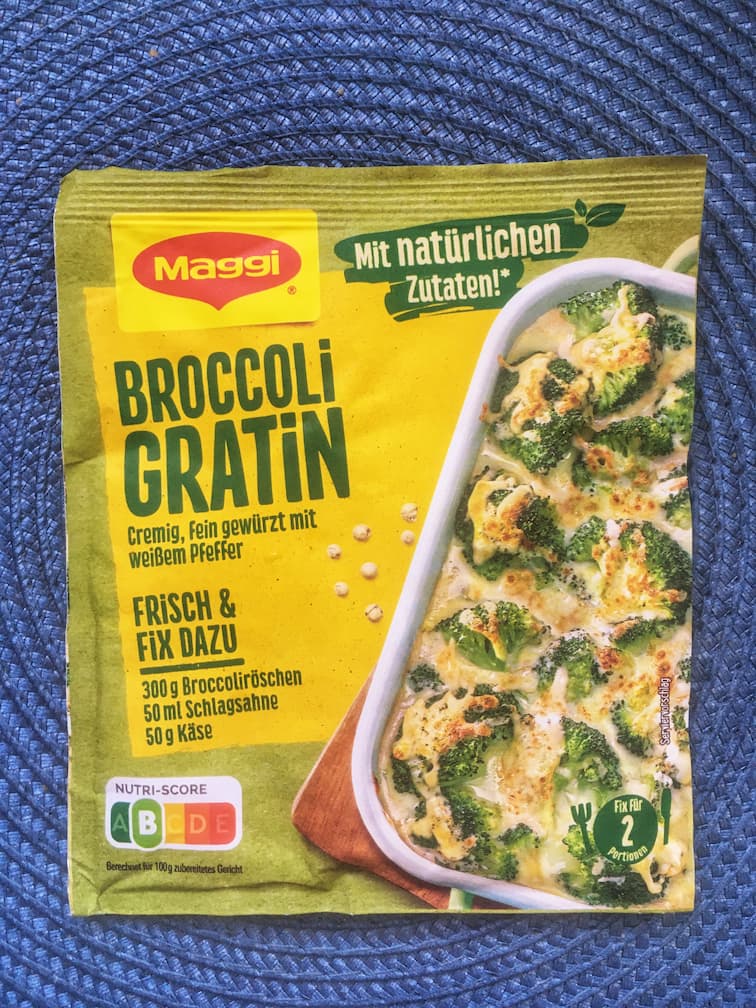 Maggi
®
Mit natürlichen
Zutaten!*
BROCCOLi
GRATiN
Cremig, fein gewürzt mit
weißem Pfeffer
FRiSCH &
FiX DAZU
300 g Broccoliröschen
50 ml Schlagsahne
50 g Käse
NUTRI-SCORE
A B C D E
Berechnet für 100g zubereitetes Gericht
Serviervorschlag
Fix Für
2
Portionen